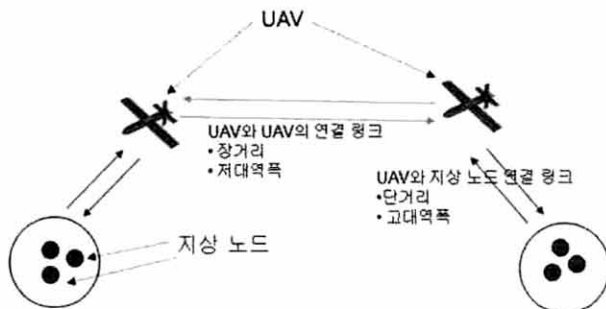 UAV
UAV와 UAV의 연결 링크
• 장거리
• 저대역폭
UAV와 지상 노드 연결 링크
•단거리
•고대역폭
지상 노드